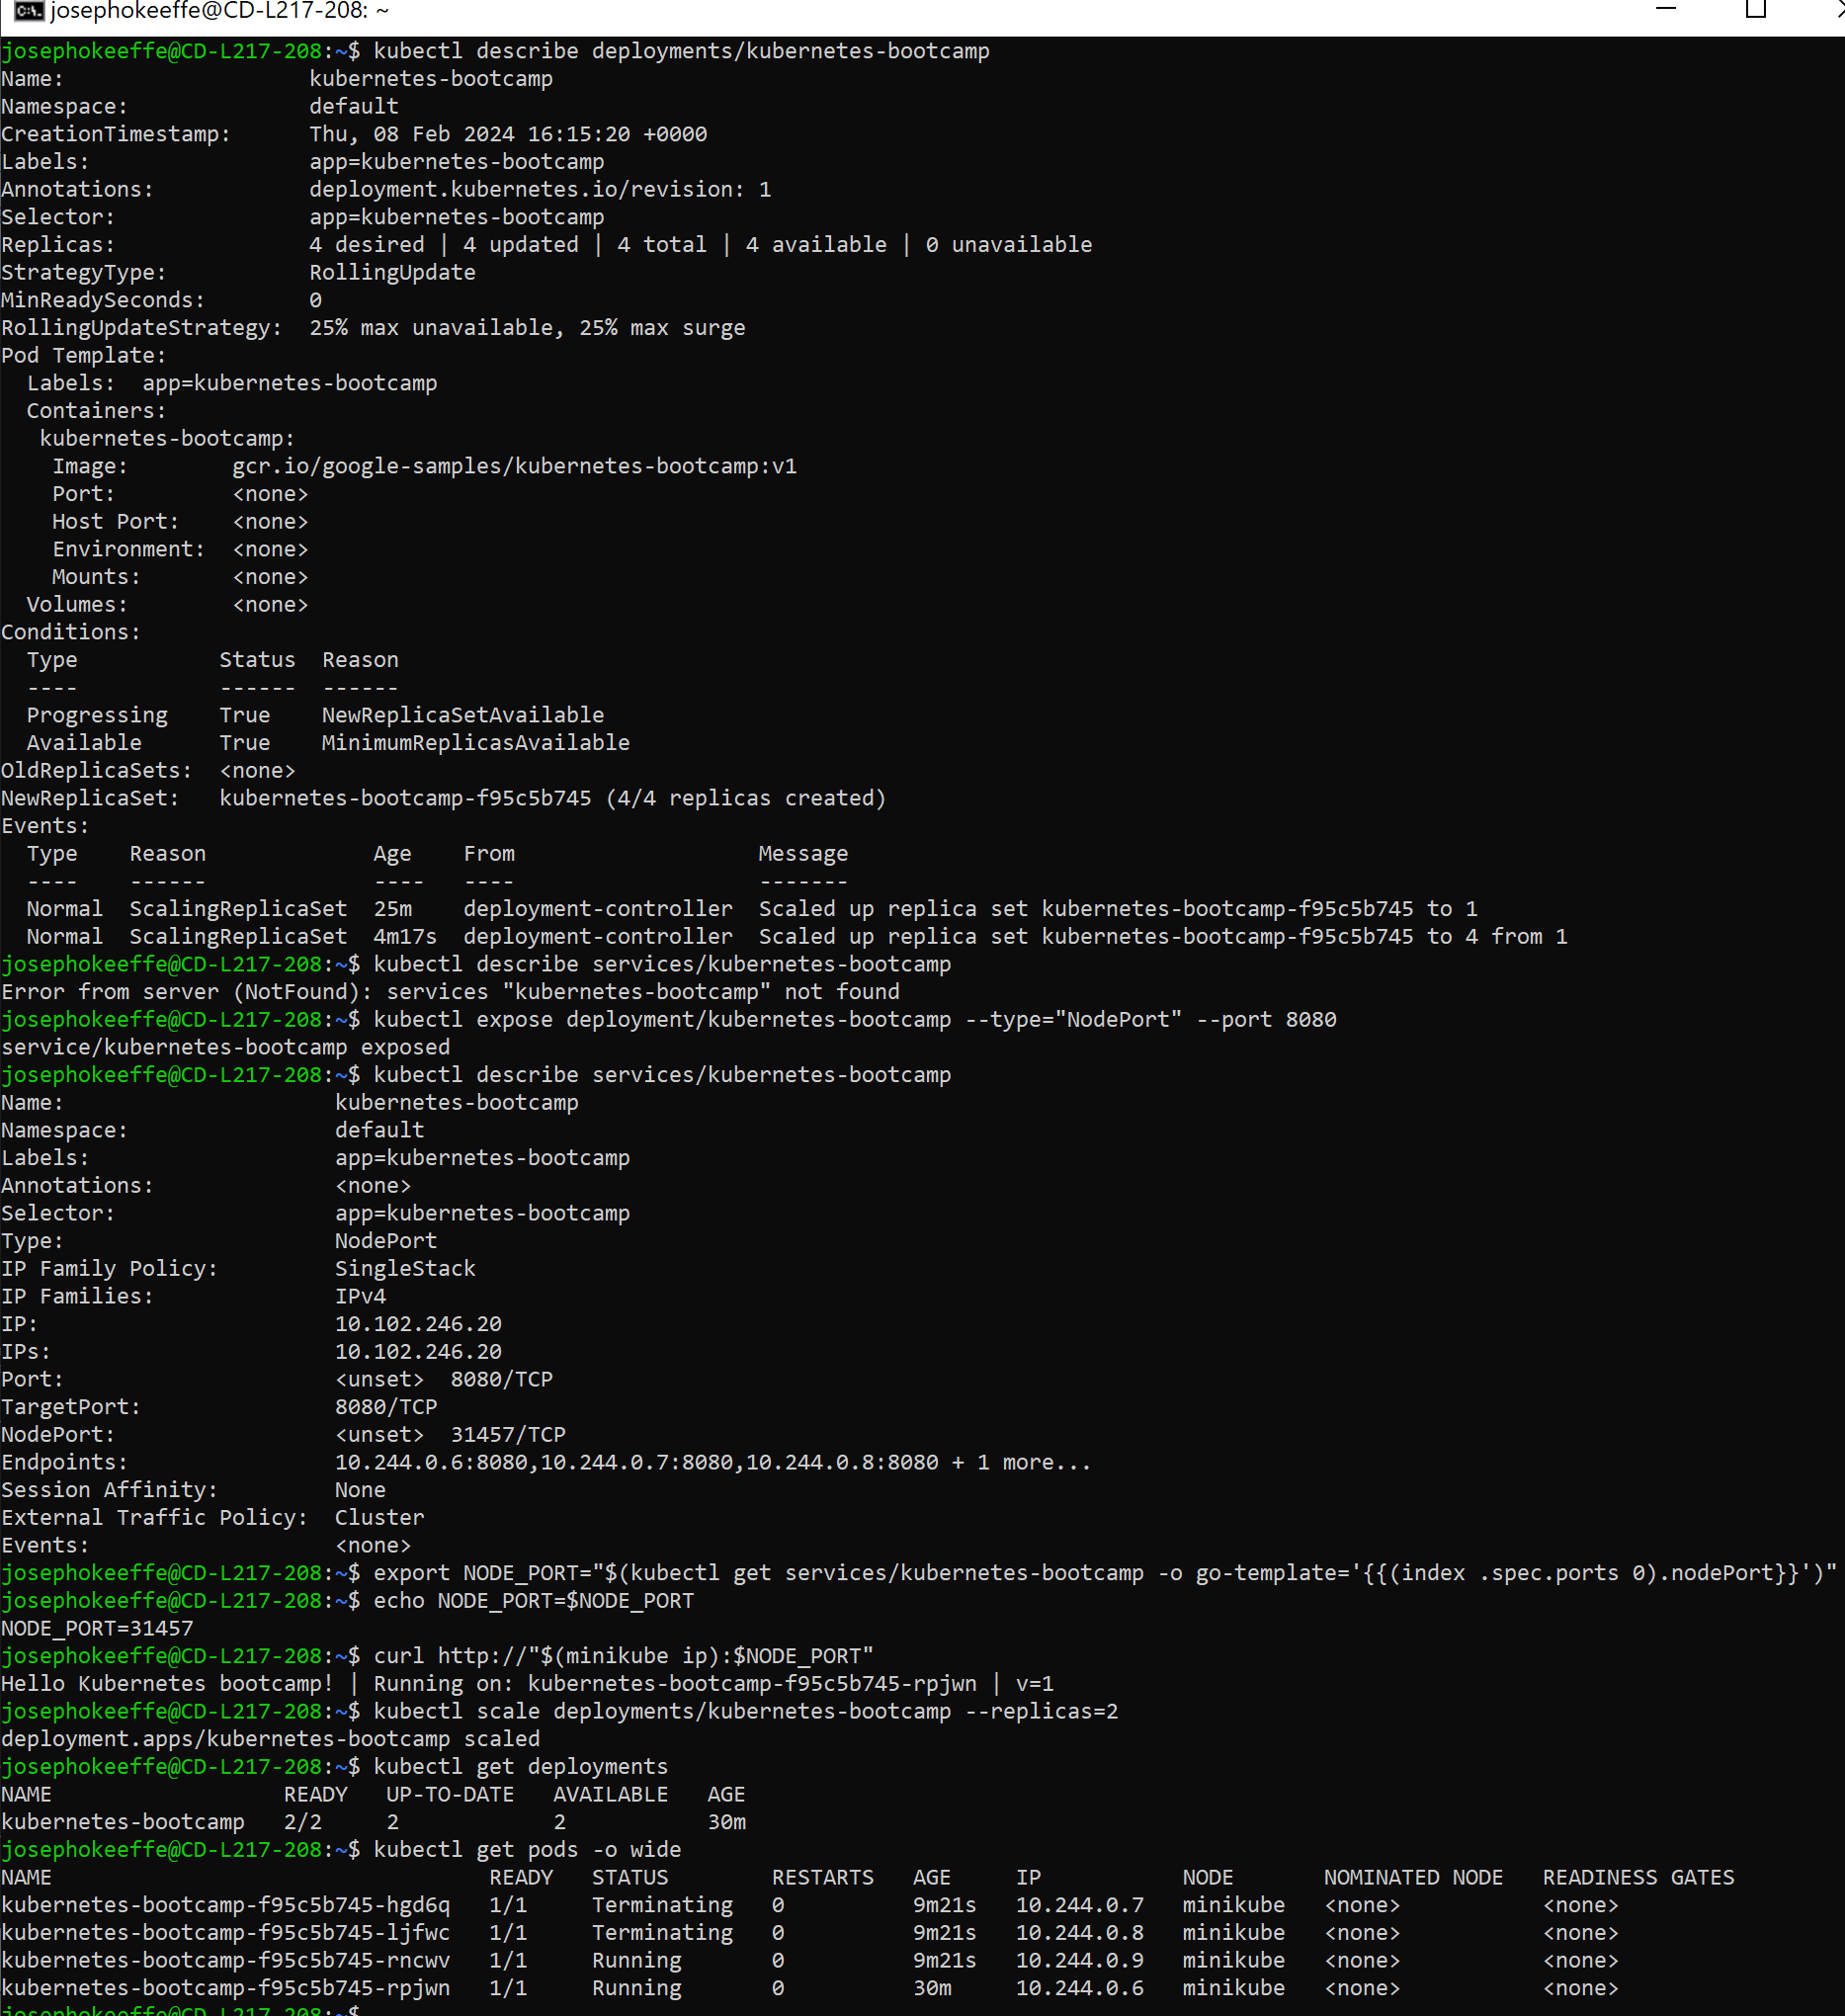 josephokeeffe@CD-L217-208: ~
josephokeeffe@CD-L217-208:~$ kubectl describe deployments/kubernetes-bootcamp
Name:                   kubernetes-bootcamp
Namespace:              default
CreationTimestamp:      Thu, 08 Feb 2024 16:15:20 +0000
Labels:                 app=kubernetes-bootcamp
Annotations:            deployment.kubernetes.io/revision: 1
Selector:               app=kubernetes-bootcamp
Replicas:               4 desired | 4 updated | 4 total | 4 available | 0 unavailable
StrategyType:           RollingUpdate
MinReadySeconds:        0
RollingUpdateStrategy:  25% max unavailable, 25% max surge
Pod Template:
  Labels:  app=kubernetes-bootcamp
  Containers:
   kubernetes-bootcamp:
    Image:        gcr.io/google-samples/kubernetes-bootcamp:v1
    Port:         <none>
    Host Port:    <none>
    Environment:  <none>
    Mounts:       <none>
  Volumes:        <none>
Conditions:
  Type           Status  Reason
  ----           ------  ------
  Progressing    True    NewReplicaSetAvailable
  Available      True    MinimumReplicasAvailable
OldReplicaSets:  <none>
NewReplicaSet:   kubernetes-bootcamp-f95c5b745 (4/4 replicas created)
Events:
  Type    Reason             Age    From                   Message
  ----    ------             ----   ----                   -------
  Normal  ScalingReplicaSet  25m    deployment-controller  Scaled up replica set kubernetes-bootcamp-f95c5b745 to 1
  Normal  ScalingReplicaSet  4m17s  deployment-controller  Scaled up replica set kubernetes-bootcamp-f95c5b745 to 4 from 1
josephokeeffe@CD-L217-208:~$ kubectl describe services/kubernetes-bootcamp
Error from server (NotFound): services "kubernetes-bootcamp" not found
josephokeeffe@CD-L217-208:~$ kubectl expose deployment/kubernetes-bootcamp --type="NodePort" --port 8080
service/kubernetes-bootcamp exposed
josephokeeffe@CD-L217-208:~$ kubectl describe services/kubernetes-bootcamp
Name:                     kubernetes-bootcamp
Namespace:                default
Labels:                   app=kubernetes-bootcamp
Annotations:              <none>
Selector:                 app=kubernetes-bootcamp
Type:                     NodePort
IP Family Policy:         SingleStack
IP Families:              IPv4
IP:                       10.102.246.20
IPs:                      10.102.246.20
Port:                     <unset>  8080/TCP
TargetPort:               8080/TCP
NodePort:                 <unset>  31457/TCP
Endpoints:                10.244.0.6:8080,10.244.0.7:8080,10.244.0.8:8080 + 1 more...
Session Affinity:         None
External Traffic Policy:  Cluster
Events:                   <none>
josephokeeffe@CD-L217-208:~$ export NODE_PORT="$(kubectl get services/kubernetes-bootcamp -o go-template='{{(index .spec.ports 0).nodePort}}')"
josephokeeffe@CD-L217-208:~$ echo NODE_PORT=$NODE_PORT
NODE_PORT=31457
josephokeeffe@CD-L217-208:~$ curl http://"$(minikube ip):$NODE_PORT"
Hello Kubernetes bootcamp! | Running on: kubernetes-bootcamp-f95c5b745-rpjwn | v=1
josephokeeffe@CD-L217-208:~$ kubectl scale deployments/kubernetes-bootcamp --replicas=2
deployment.apps/kubernetes-bootcamp scaled
josephokeeffe@CD-L217-208:~$ kubectl get deployments
NAME                  READY   UP-TO-DATE   AVAILABLE   AGE
kubernetes-bootcamp   2/2     2            2           30m
josephokeeffe@CD-L217-208:~$ kubectl get pods -o wide
NAME                                  READY   STATUS        RESTARTS   AGE     IP           NODE       NOMINATED NODE   READINESS GATES
kubernetes-bootcamp-f95c5b745-hgd6q   1/1     Terminating   0          9m21s   10.244.0.7   minikube   <none>           <none>
kubernetes-bootcamp-f95c5b745-ljfwc   1/1     Terminating   0          9m21s   10.244.0.8   minikube   <none>           <none>
kubernetes-bootcamp-f95c5b745-rncwv   1/1     Running       0          9m21s   10.244.0.9   minikube   <none>           <none>
kubernetes-bootcamp-f95c5b745-rpjwn   1/1     Running       0          30m     10.244.0.6   minikube   <none>           <none>
josephokeeffe@CD-L217-208:~$